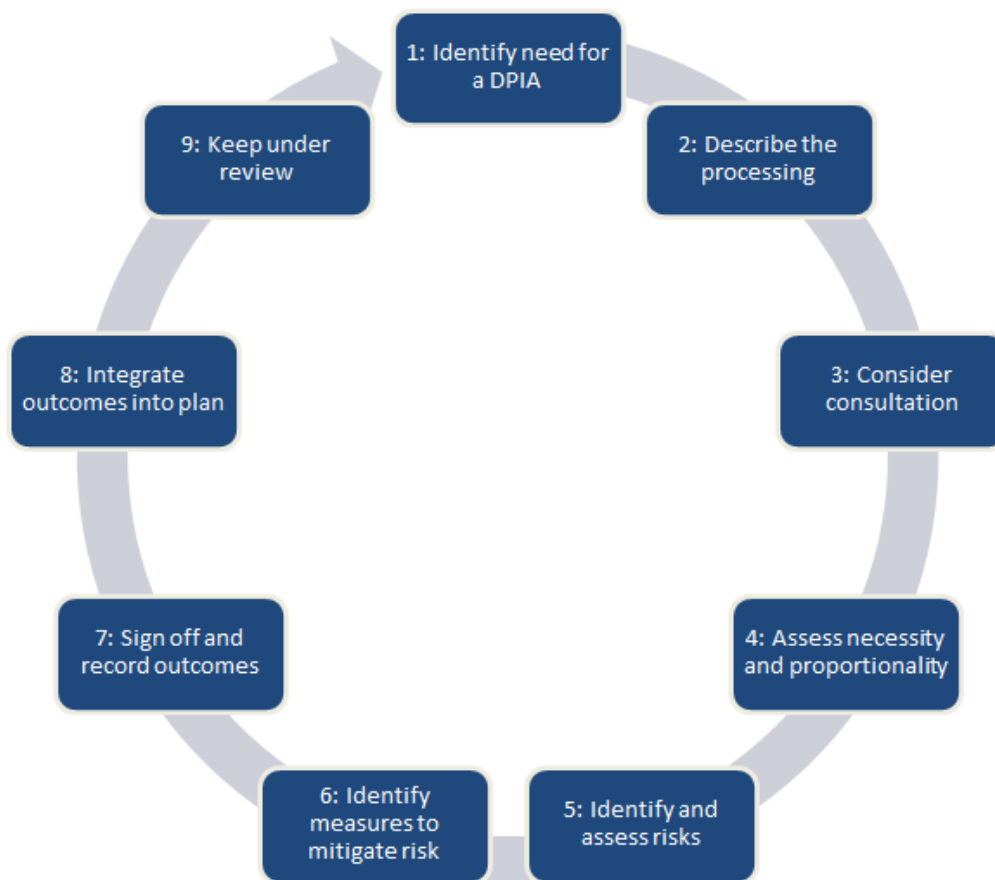 1: Identify need for
a DPIA
2: Describe the
processing
3: Consider
consultation
4: Assess necessity
and proportionality
5: Identify and
assess risks
6: Identify
measures to
mitigate risk
7: Sign off and
record outcomes
8: Integrate
outcomes into plan
9: Keep under
review